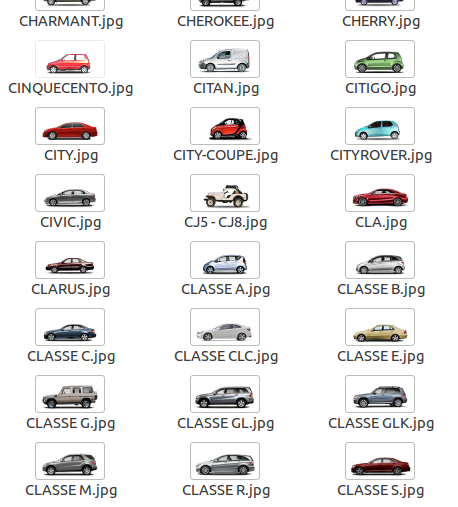 CHARMANT.jpg CHEROKEE.jpg CHERRY.jpg
CINQUECENTO.jpg CITAN.jpg CITIGO.jpg
CITY.jpg CITY-COUPE.jpg CITYROVER.jpg
CIVIC.jpg CJ5 - CJ8.jpg CLA.jpg
CLARUS.jpg CLASSE A.jpg CLASSE B.jpg
CLASSE C.jpg CLASSE CLC.jpg CLASSE E.jpg
CLASSE G.jpg CLASSE GL.jpg CLASSE GLK.jpg
CLASSE M.jpg CLASSE R.jpg CLASSE S.jpg